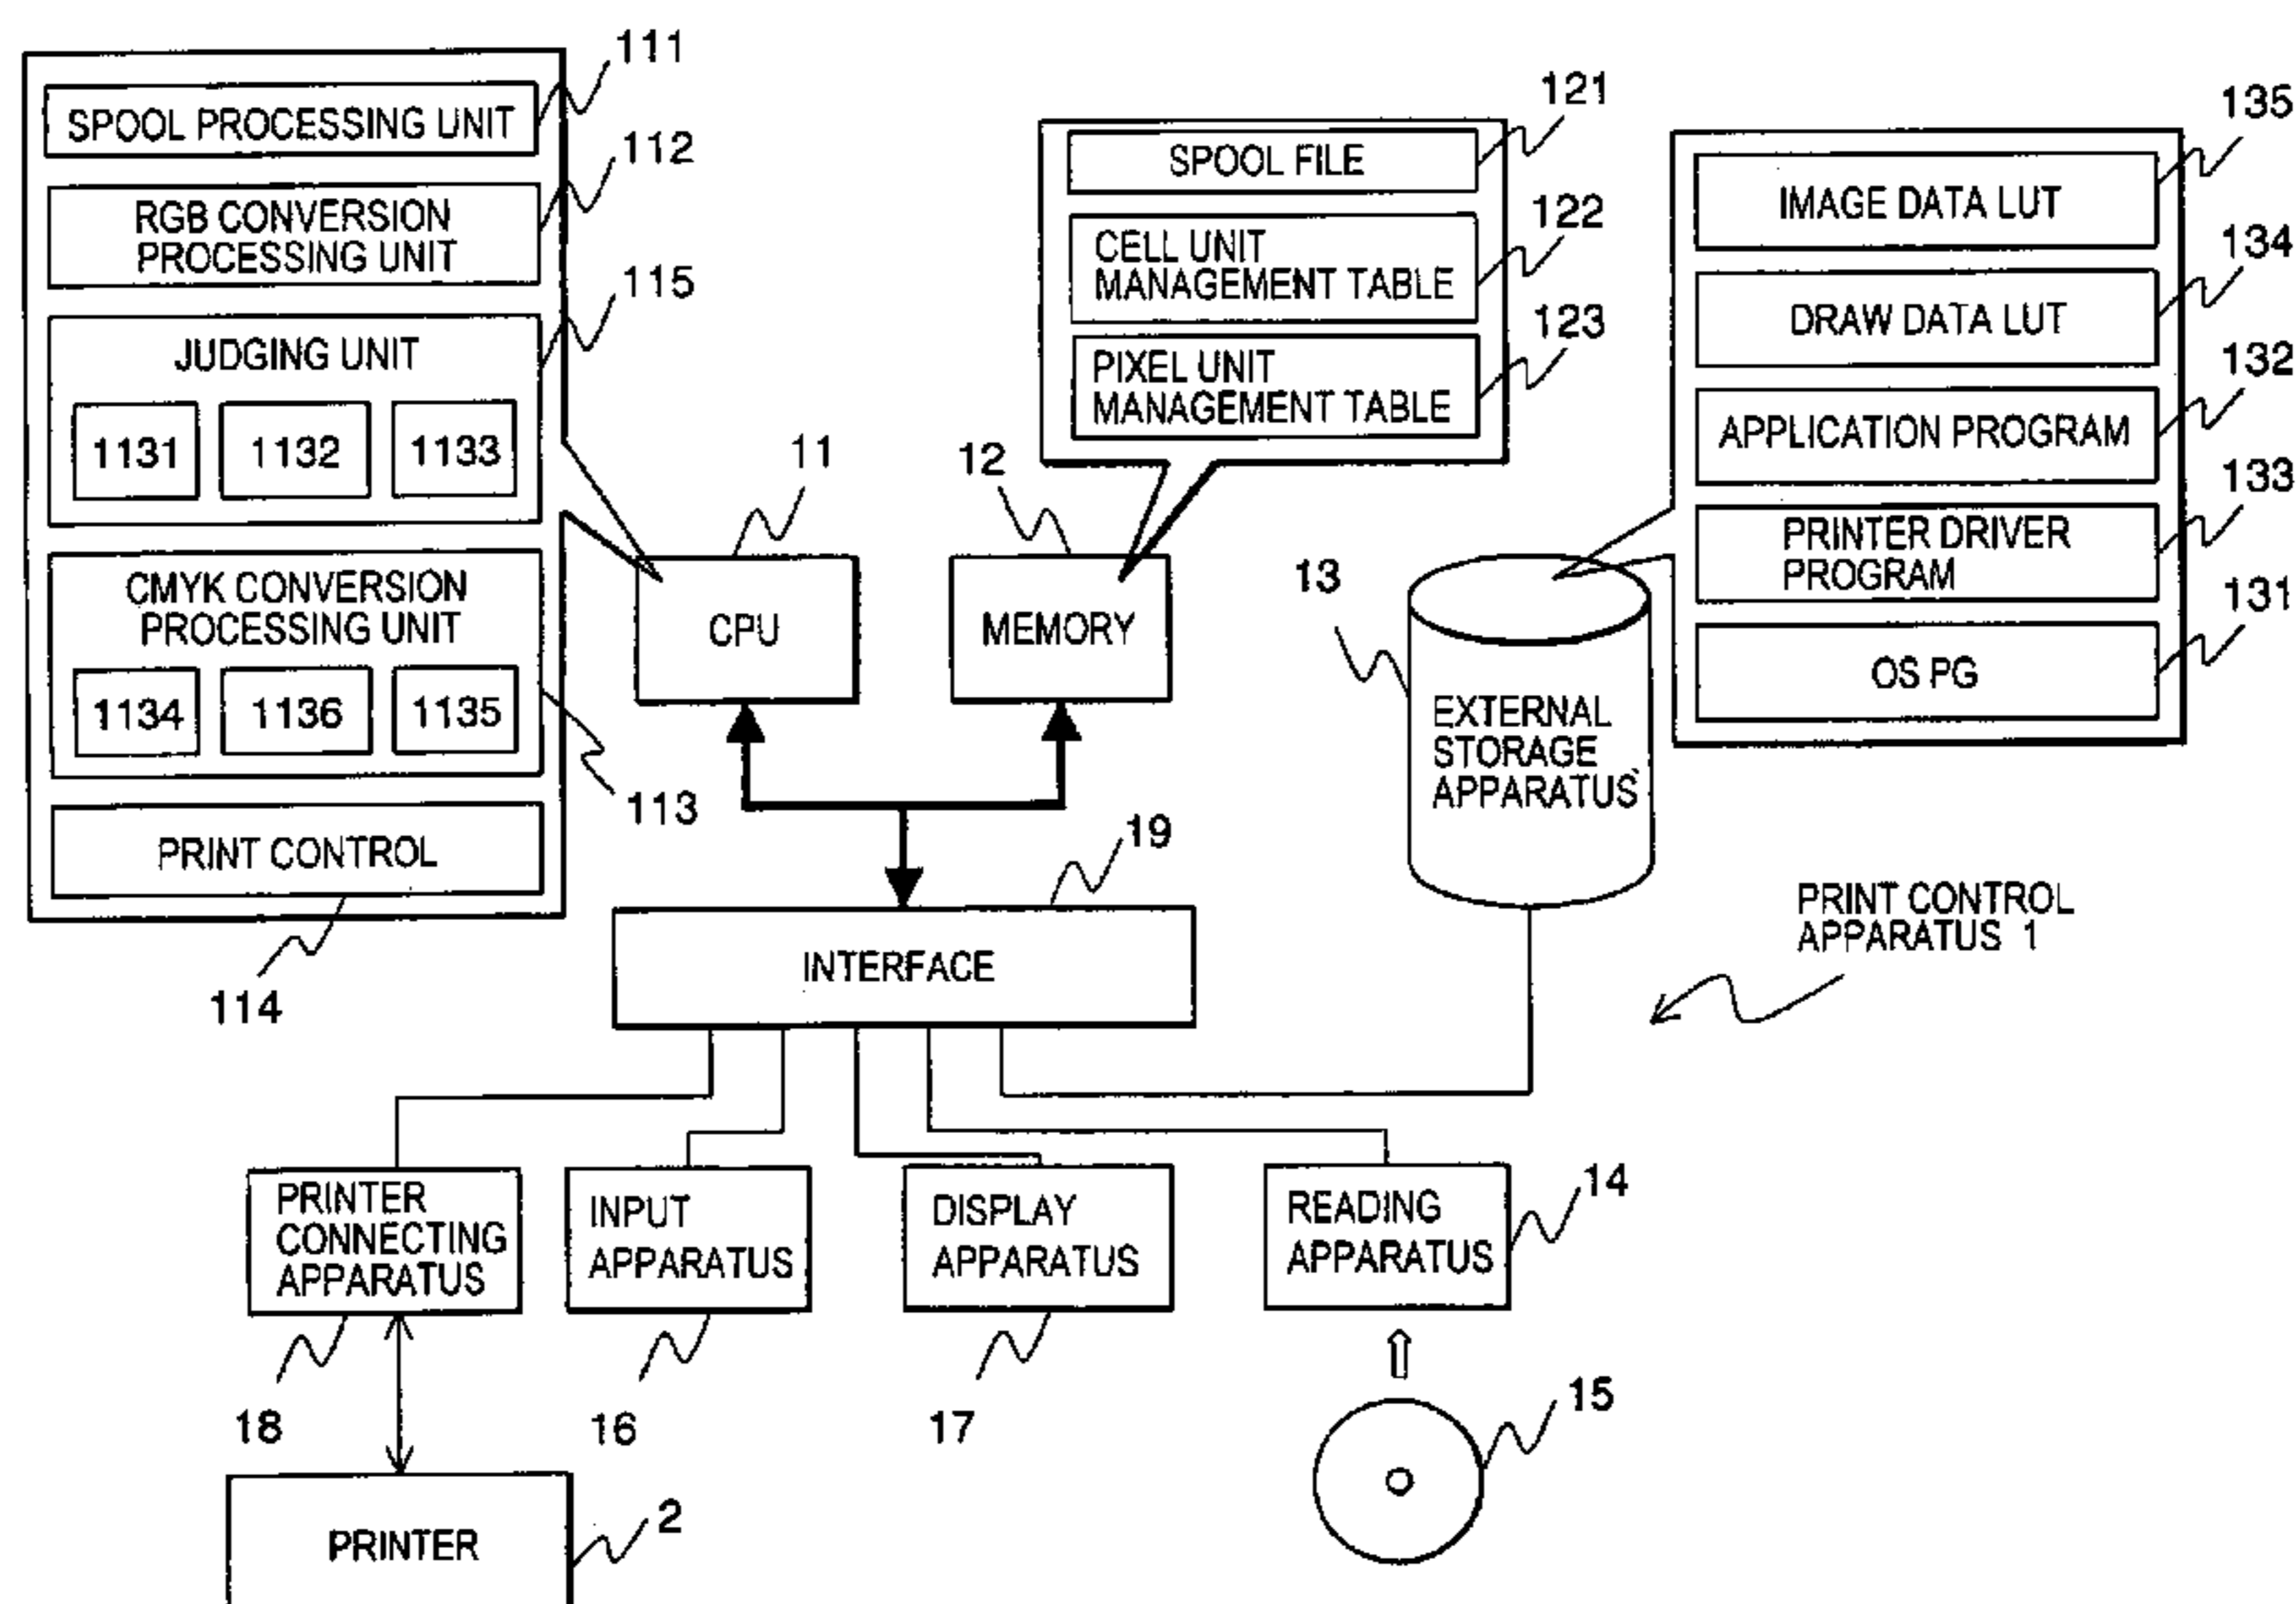 111
SPOOL PROCESSING UNIT
112
RGB CONVERSION
PROCESSING UNIT
115
JUDGING UNIT
1131 1132 1133
CMYK CONVERSION
PROCESSING UNIT
1134 1136 1135
113
PRINT CONTROL
114
11
CPU
12
MEMORY
121
SPOOL FILE
122
CELL UNIT
MANAGEMENT TABLE
123
PIXEL UNIT
MANAGEMENT TABLE
135
IMAGE DATA LUT
134
DRAW DATA LUT
132
APPLICATION PROGRAM
133
PRINTER DRIVER
PROGRAM
131
OS PG
13
EXTERNAL
STORAGE
APPARATUS
19
INTERFACE
PRINT CONTROL
APPARATUS 1
PRINTER
CONNECTING
APPARATUS
18
INPUT
APPARATUS
16
DISPLAY
APPARATUS
17
READING
APPARATUS
14
15
PRINTER
2